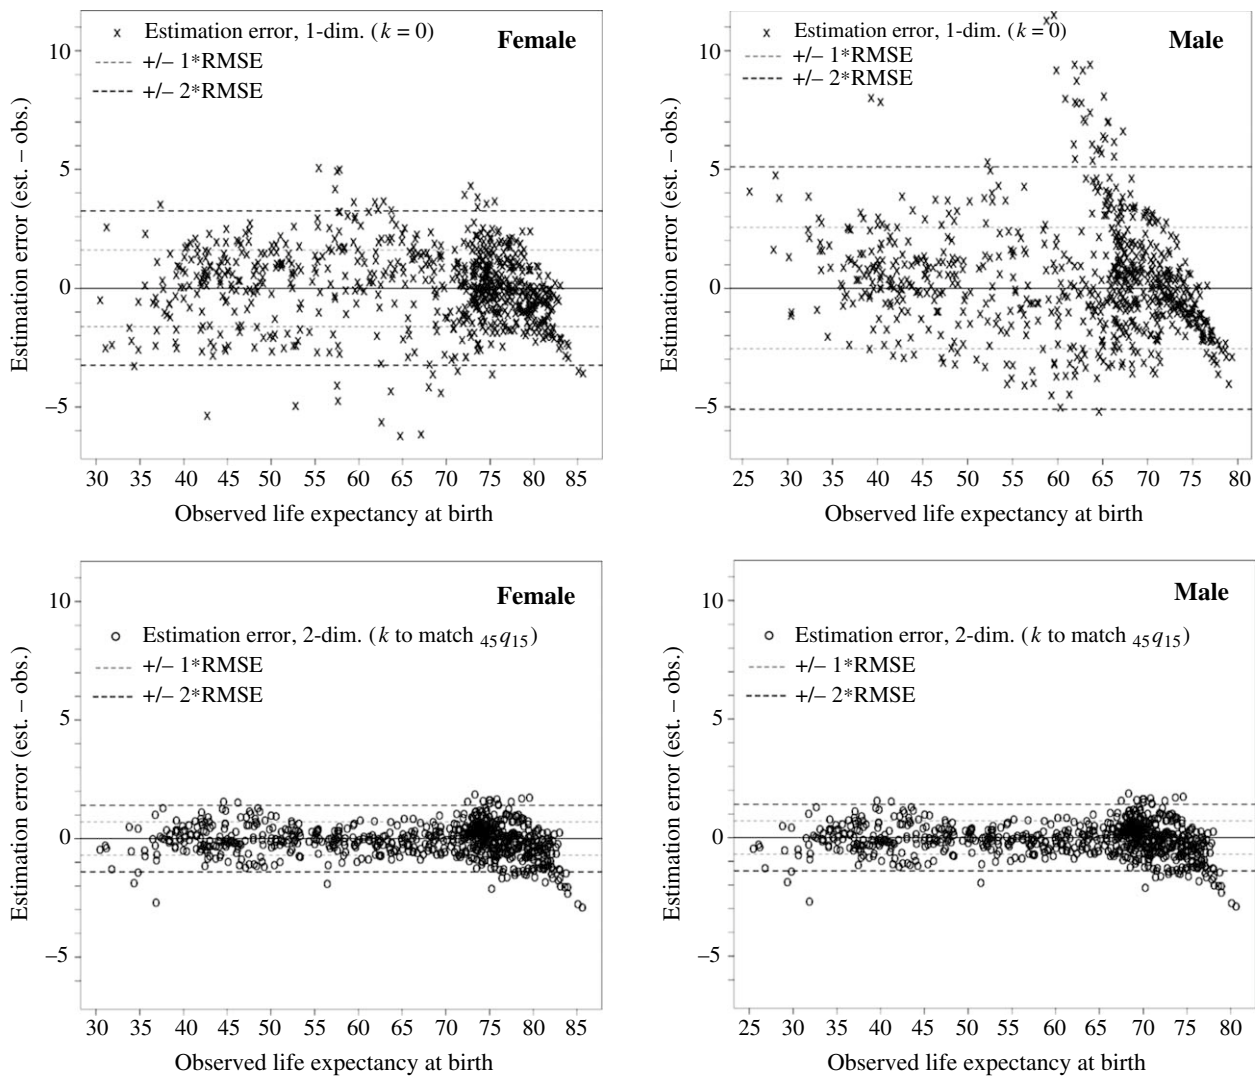 Estimation error, 1-dim. (k = 0)
Female
+/– 1*RMSE
+/– 2*RMSE
10
5
0
–5
Estimation error (est. – obs.)
30 35 40 45 50 55 60 65 70 75 80 85
Observed life expectancy at birth
Estimation error, 1-dim. (k = 0)
Male
+/– 1*RMSE
+/– 2*RMSE
10
5
0
–5
Estimation error (est. – obs.)
25 30 35 40 45 50 55 60 65 70 75 80
Observed life expectancy at birth
Female
Estimation error, 2-dim. (k to match 45q15)
+/– 1*RMSE
+/– 2*RMSE
10
5
0
–5
Estimation error (est. – obs.)
30 35 40 45 50 55 60 65 70 75 80 85
Observed life expectancy at birth
Male
Estimation error, 2-dim. (k to match 45q15)
+/– 1*RMSE
+/– 2*RMSE
10
5
0
–5
Estimation error (est. – obs.)
25 30 35 40 45 50 55 60 65 70 75 80
Observed life expectancy at birth